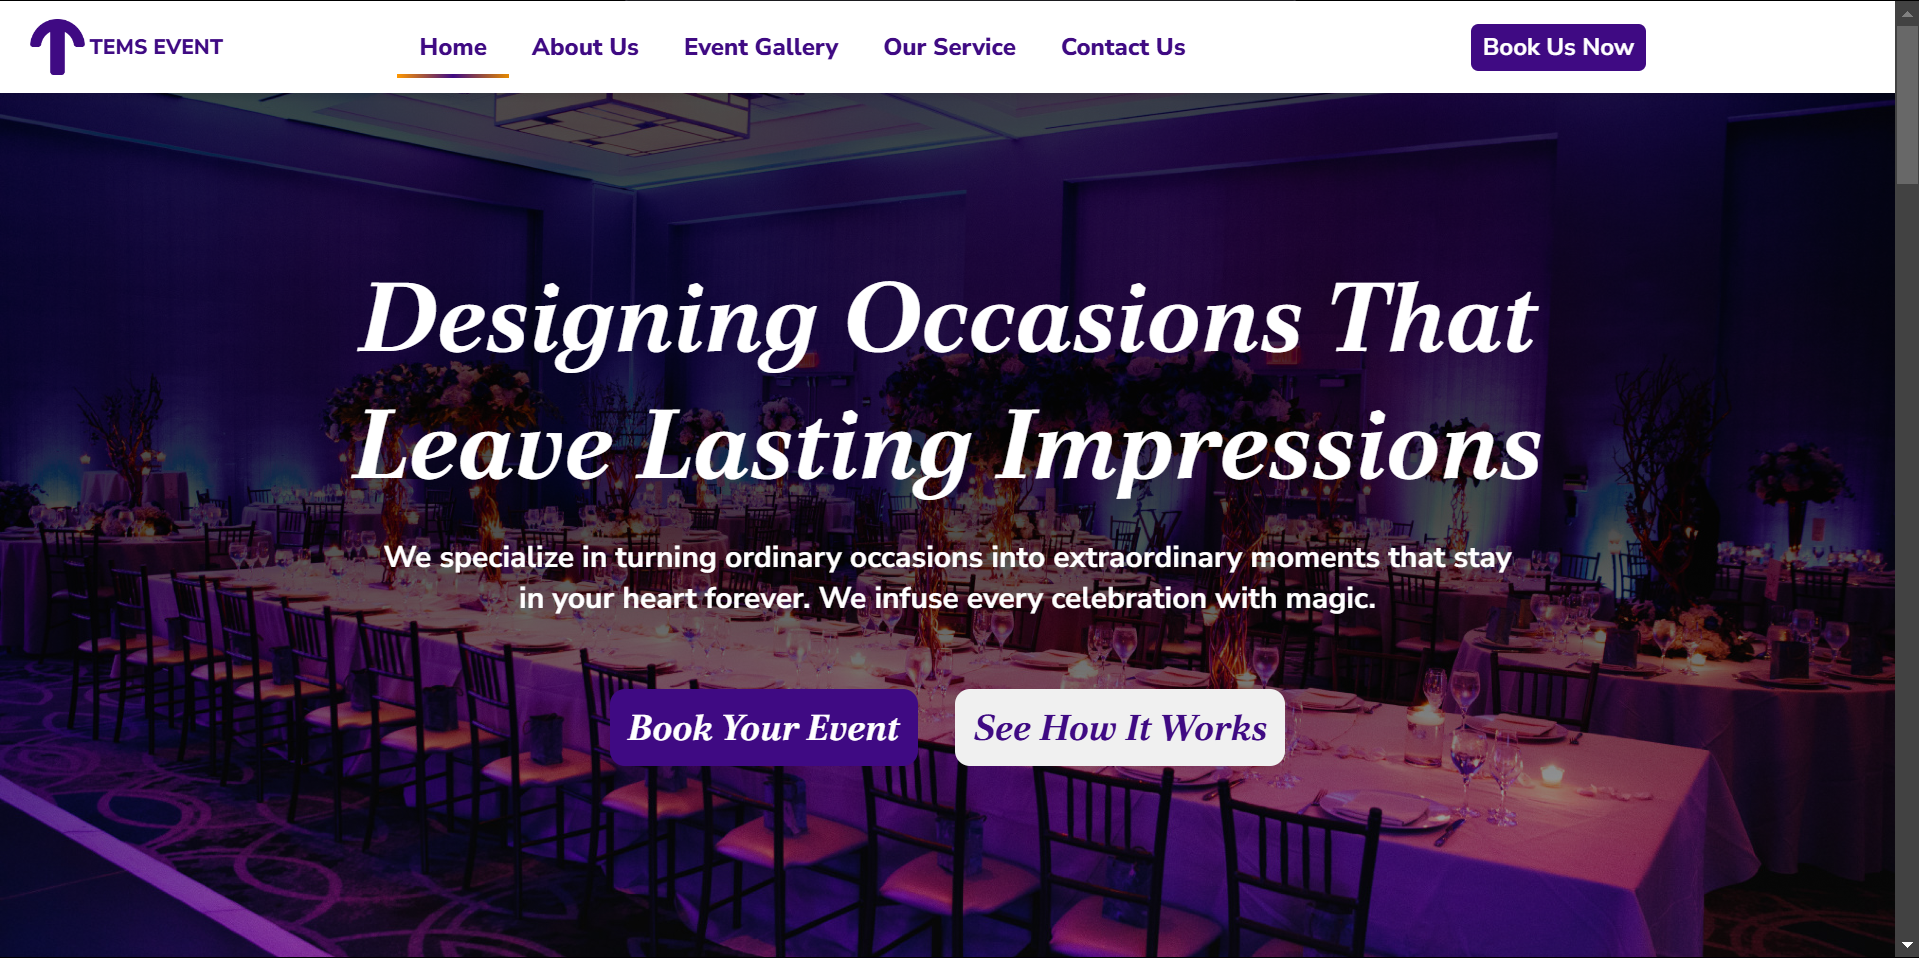 TEMS EVENT
Home
About Us
Event Gallery
Our Service
Contact Us
Book Us Now
Designing Occasions That
Leave Lasting Impressions
We specialize in turning ordinary occasions into extraordinary moments that stay
in your heart forever. We infuse every celebration with magic.
Book Your Event
See How It Works